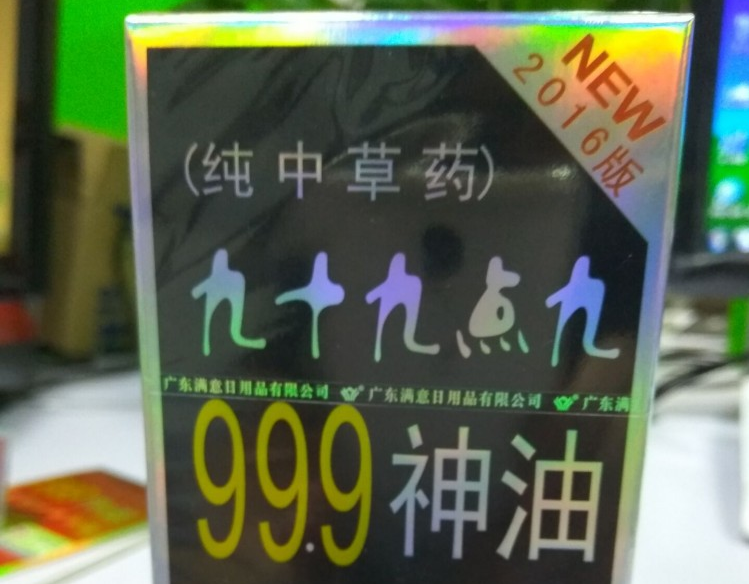 NEW
2016版
(纯中草药)
九十九点九
广东满意日用品有限公司 广东满意日用品有限公司 广东满
99.9神油